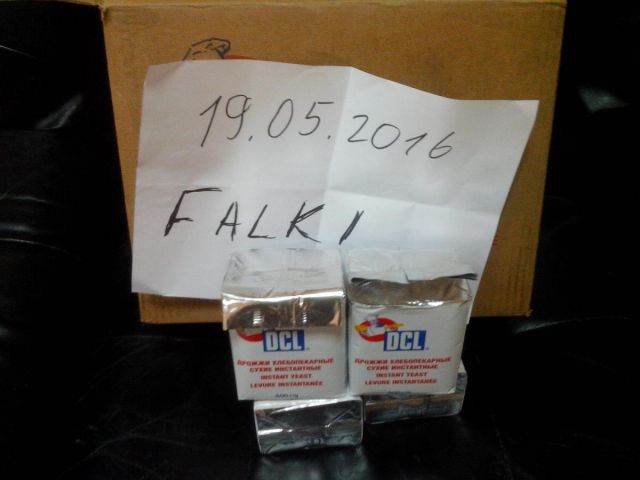 19.05.2016
FALKI
DCL
ДРОЖЖИ ХЛЕБОПЕКАРНЫЕ
СУХИЕ ИНСТАНТНЫЕ
INSTANT YEAST
LEVURE INSTANTANÉE
DCL
ДРОЖЖИ ХЛЕБОПЕКАРНЫЕ
СУХИЕ ИНСТАНТНЫЕ
INSTANT YEAST
LEVURE INSTANTANÉE